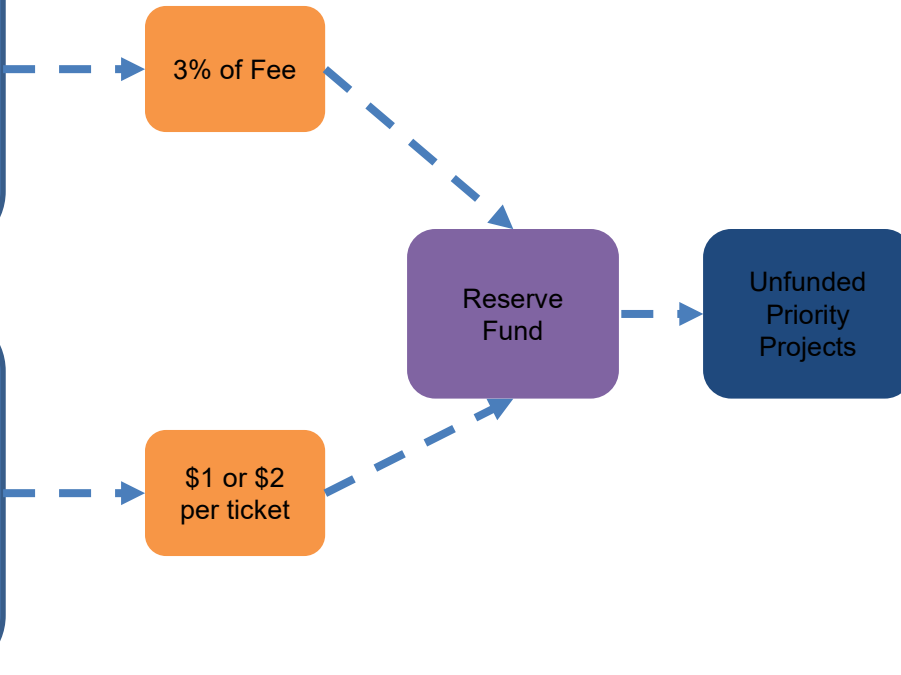 3% of Fee
Reserve
Fund
Unfunded
Priority
Projects
$1 or $2
per ticket